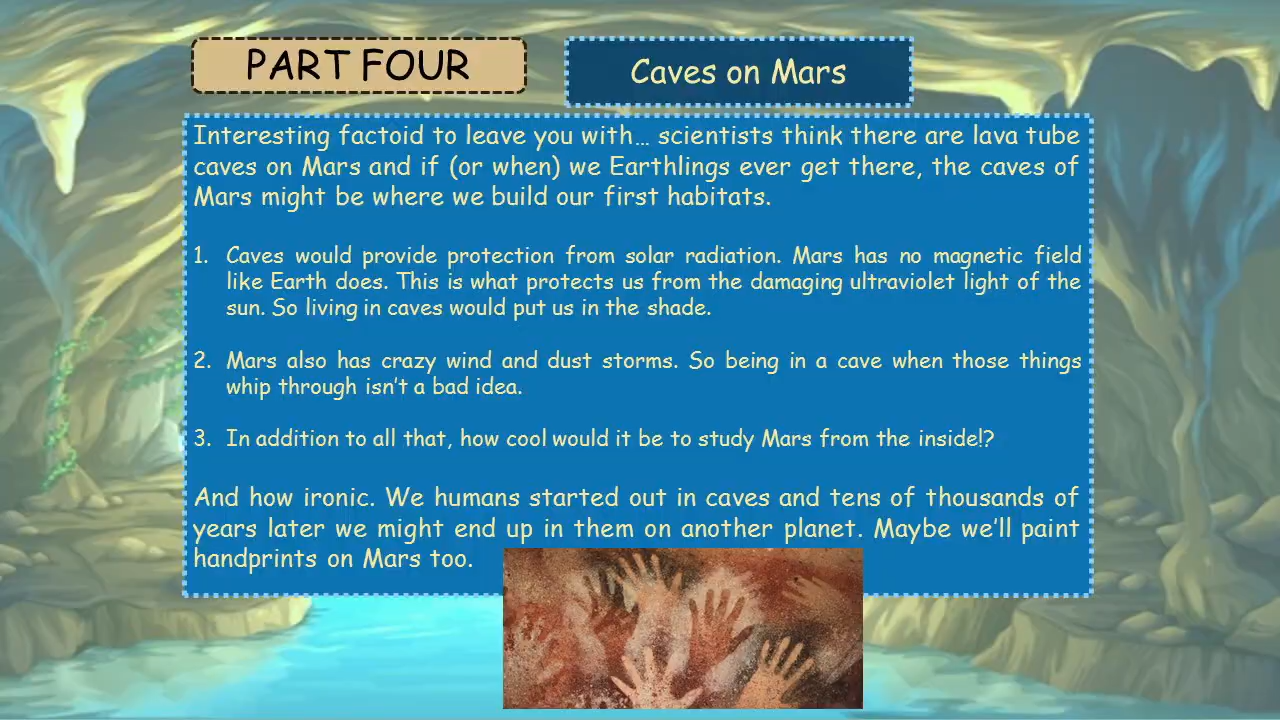 PART FOUR
Caves on Mars
Interesting factoid to leave you with… scientists think there are lava tube
caves on Mars and if (or when) we Earthlings ever get there, the caves of
Mars might be where we build our first habitats.
1. Caves would provide protection from solar radiation. Mars has no magnetic field
like Earth does. This is what protects us from the damaging ultraviolet light of the
sun. So living in caves would put us in the shade.
2. Mars also has crazy wind and dust storms. So being in a cave when those things
whip through isn't a bad idea.
3. In addition to all that, how cool would it be to study Mars from the inside!?
And how ironic. We humans started out in caves and tens of thousands of
years later we might end up in them on another planet. Maybe we'll paint
handprints on Mars too.